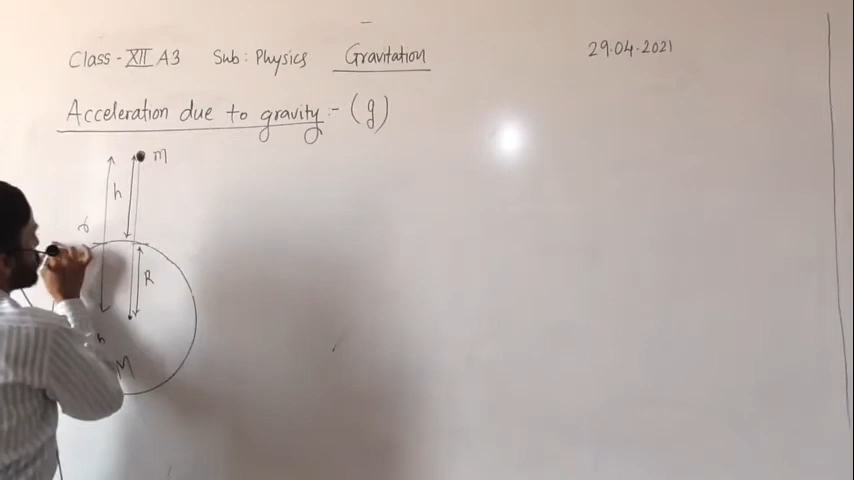 Class - XII A3 Sub: Physics Gravitation
29.04.2021
Acceleration due to gravity :- (g)
m
h
R
M